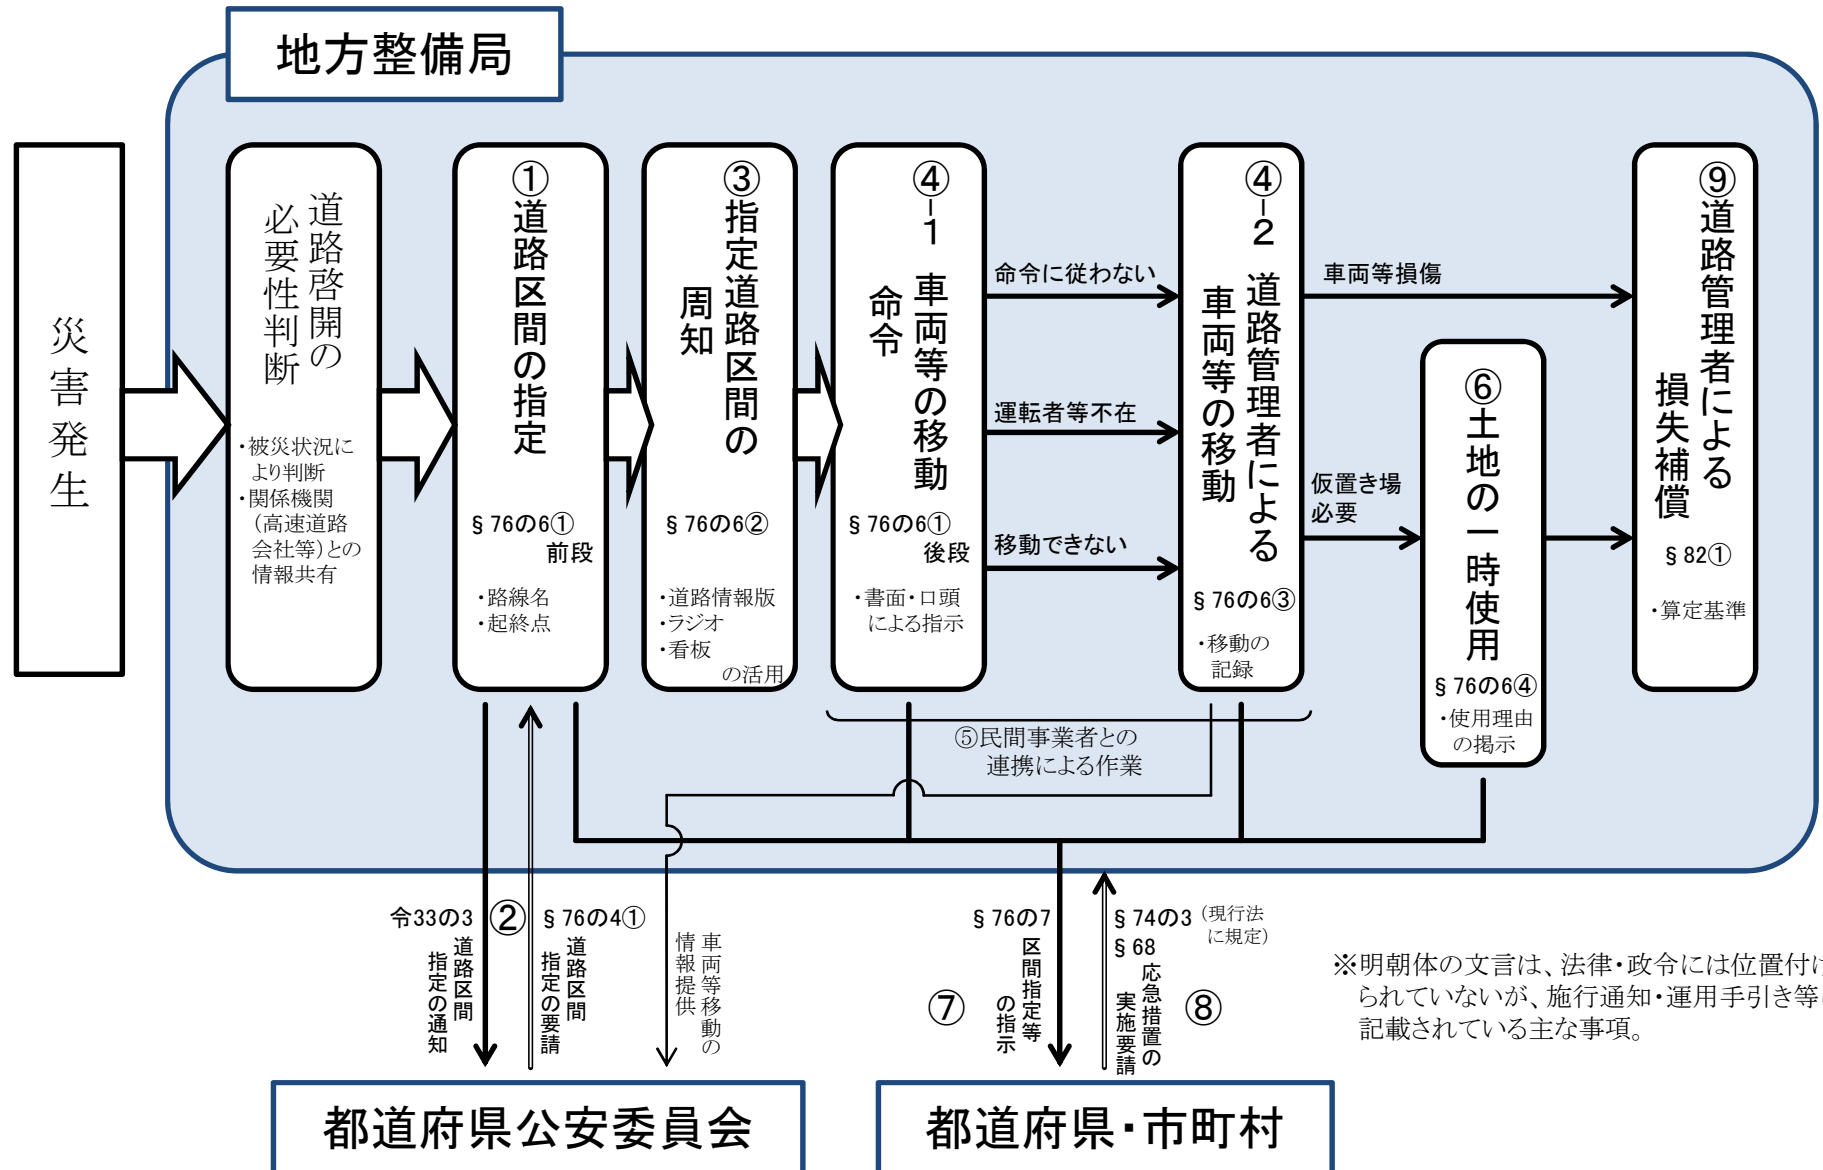 地方整備局
災害発生
道路啓開の
必要性判断
・被災状況に
より判断
・関係機関
（高速道路
会社等）との
情報共有
①道路区間の指定
§76の6①
前段
・路線名
・起終点
③指定道路区間の
周知
§76の6②
・道路情報版
・ラジオ
・看板
の活用
④-1 車両等の移動
命令
§76の6①
後段
・書面・口頭
による指示
命令に従わない
運転者等不在
移動できない
④-2 道路管理者による
車両等の移動
§76の6③
・移動の
記録
車両等損傷
仮置き場
必要
⑥土地の一時使用
§76の6④
・使用理由
の掲示
⑨道路管理者による
損失補償
§82①
・算定基準
⑤民間事業者との
連携による作業
令33の3
道路区間
指定の通知
②
§76の4①
道路区間
指定の要請
車両等移動の
情報提供
⑦
§76の7
区間指定等
の指示
§74の3（現行法
に規定）
§68
応急措置の
実施要請
⑧
※明朝体の文言は、法律・政令には位置付け
られていないが、施行通知・運用手引き等
記載されている主な事項。
都道府県公安委員会
都道府県・市町村